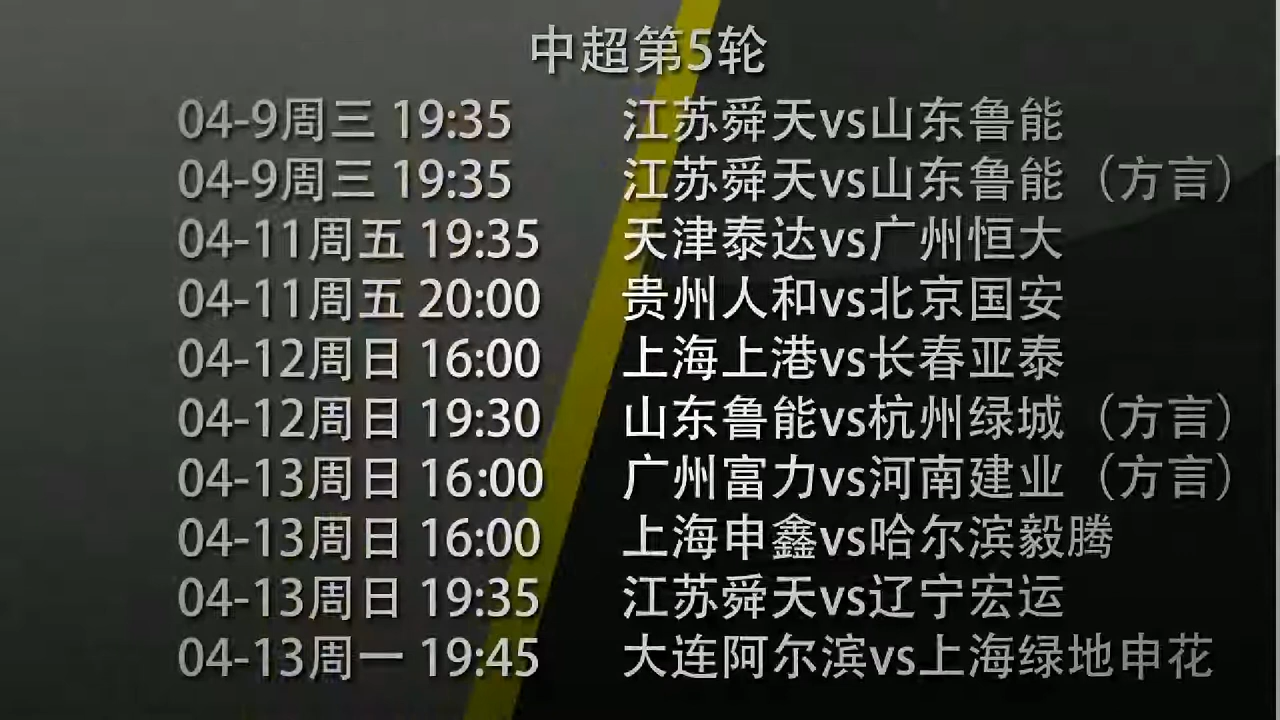 中超第5轮
04-9周三 19:35 江苏舜天vs山东鲁能
04-9周三 19:35 江苏舜天vs山东鲁能（方言）
04-11周五 19:35 天津泰达vs广州恒大
04-11周五 20:00 贵州人和vs北京国安
04-12周日 16:00 上海上港vs长春亚泰
04-12周日 19:30 山东鲁能vs杭州绿城（方言）
04-13周日 16:00 广州富力vs河南建业（方言）
04-13周日 16:00 上海申鑫vs哈尔滨毅腾
04-13周日 19:35 江苏舜天vs辽宁宏运
04-13周一 19:45 大连阿尔滨vs上海绿地申花